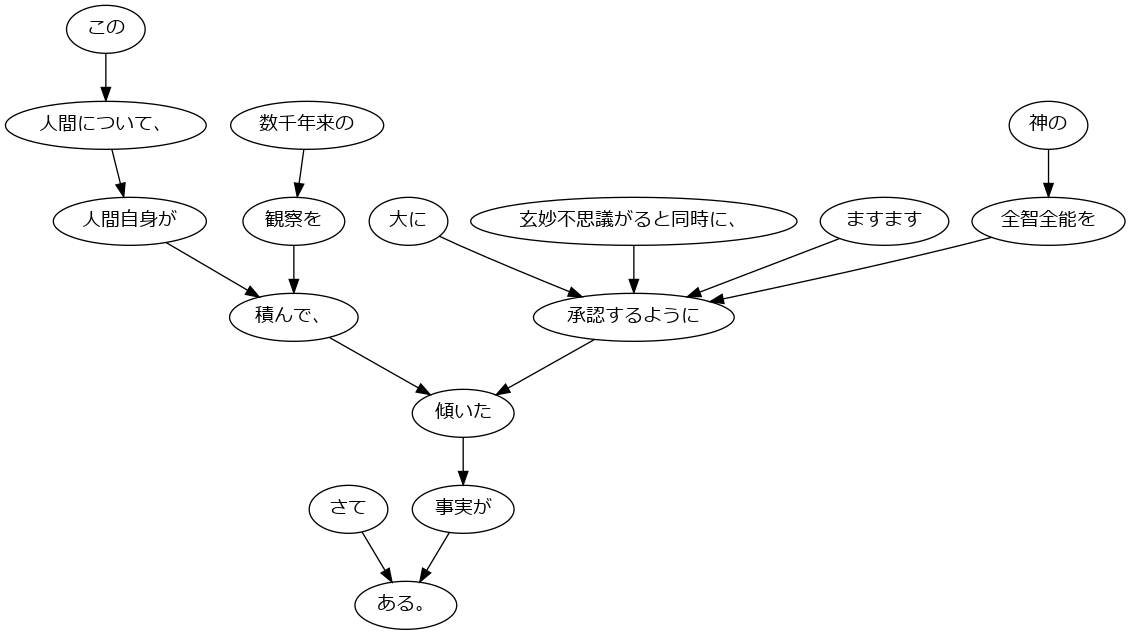 この
人間について、
数千年来の
神の
人間自身が
観察を
大に
玄妙不思議がると同時に、
ますます
全智全能を
積んで、
承認するように
傾いた
さて
事実が
ある。